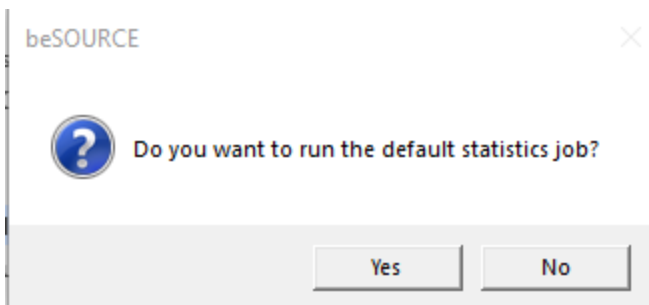 beSOURCE
Do you want to run the default statistics job?
Yes
No